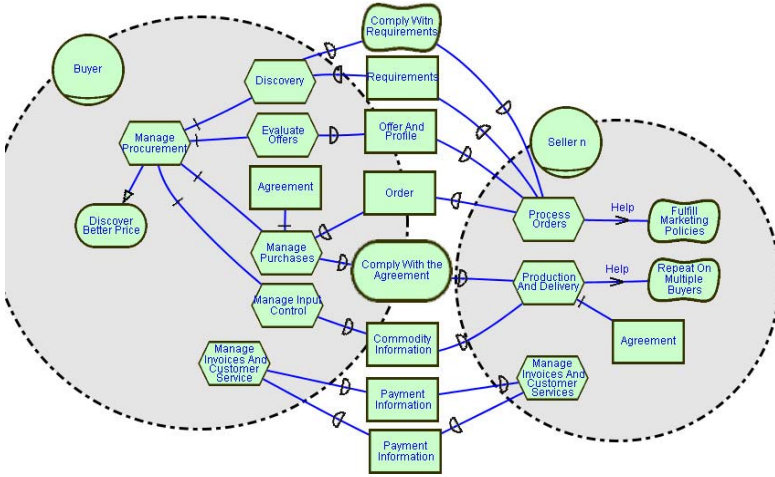 Comply Witn
Requirements
Buyer
Discovery
Requirements
Manage
Procurement
Evaluate
Offers
Offer And
Profile
Seller n
Agreement
Order
Help
Discover
Better Price
Process
Orders
Fulfill
Marketing
Policies
Manage
Purchases
Comply With the
Agreement
Production
And Delivery
Help
Repeat On
Multiple
Buyers
Manage Input
Control
Commodity
Information
Agreement
Manage
Invoices And
Customer
Service
Manage
Invoices And
Customer
Services
Payment
Information
Payment
Information